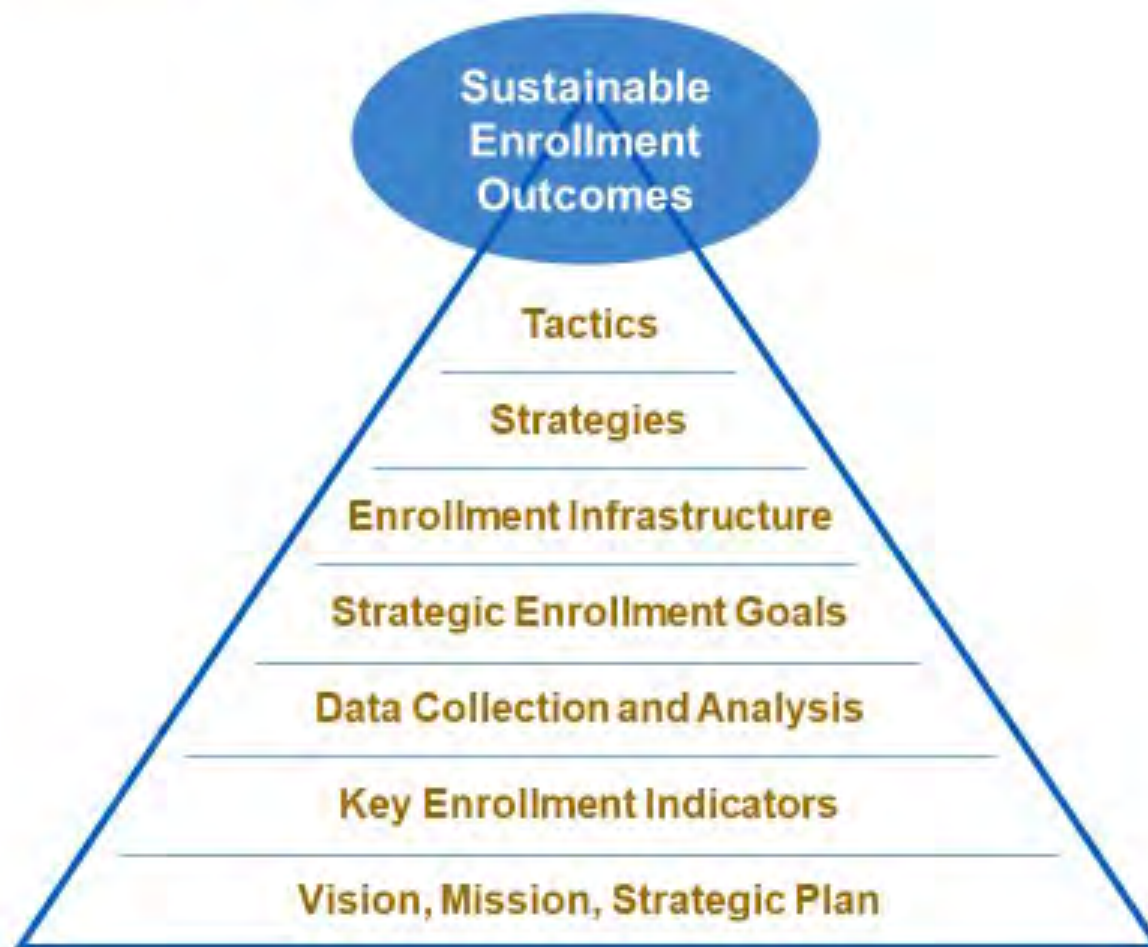 Sustainable
Enrollment
Outcomes
Tactics
Strategies
Enrollment Infrastructure
Strategic Enrollment Goals
Data Collection and Analysis
Key Enrollment Indicators
Vision, Mission, Strategic Plan